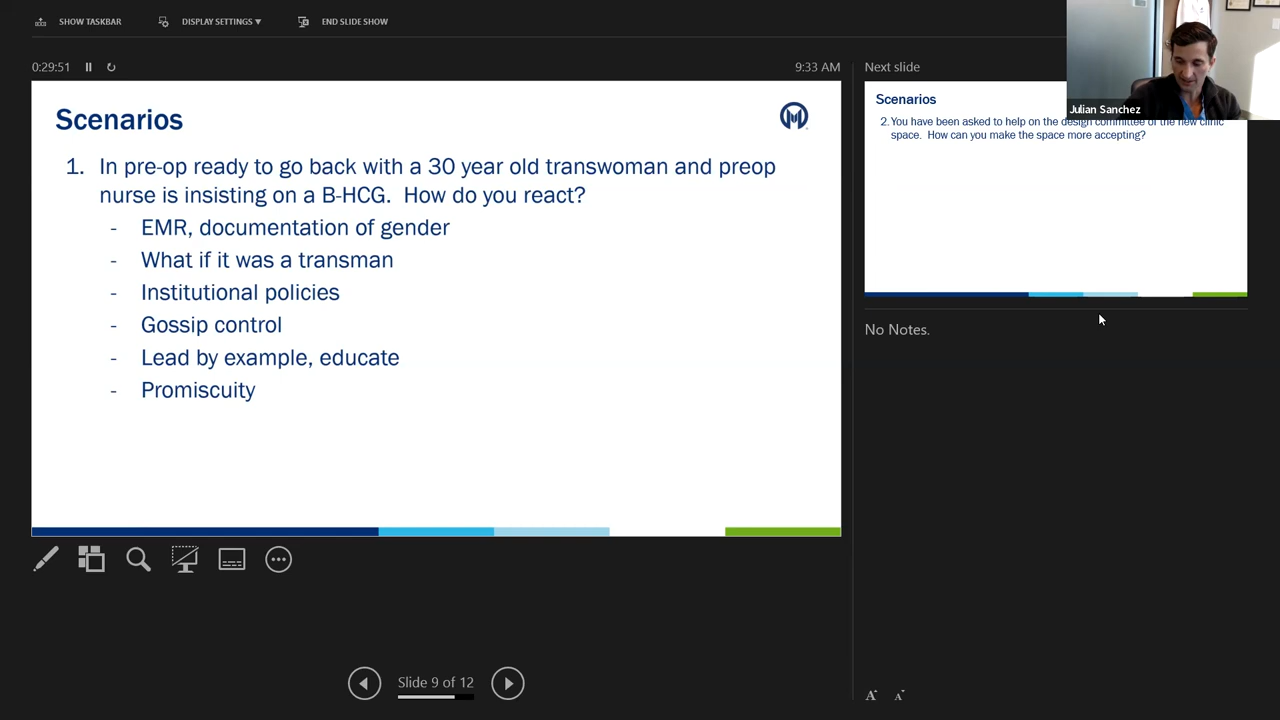 SHOW TASKBAR
DISPLAY SETTINGS ▼
END SLIDE SHOW
0:29:51
9:33 AM
Scenarios
1. In pre-op ready to go back with a 30 year old transwoman and preop
nurse is insisting on a B-HCG. How do you react?
- EMR, documentation of gender
- What if it was a transman
- Institutional policies
- Gossip control
- Lead by example, educate
- Promiscuity
Slide 9 of 12
Next slide
Julian Sanchez
Scenarios
2. You have been asked to help on the design committee of the new clinic
space. How can you make the space more accepting?
No Notes.
A A